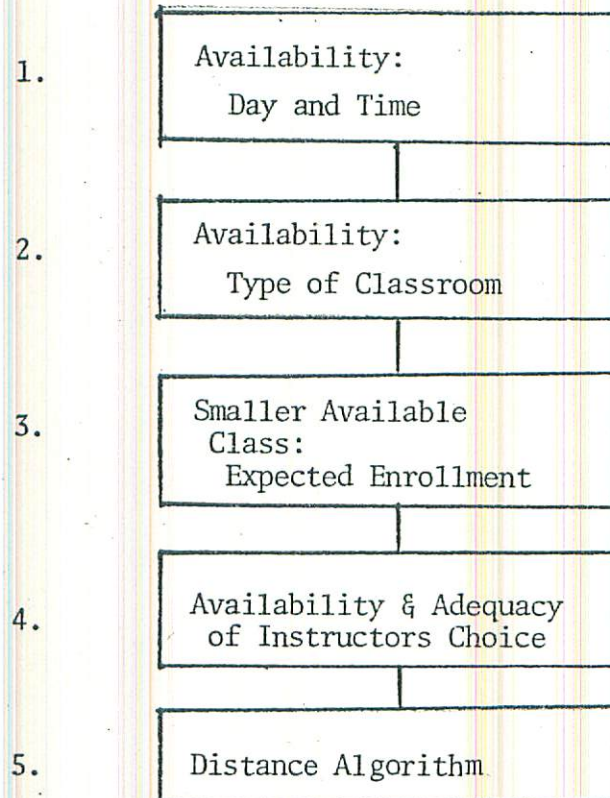 1.
Availability:
Day and Time
2.
Availability:
Type of Classroom
3.
Smaller Available
Class:
Expected Enrollment
4.
Availability & Adequacy
of Instructors Choice
5.
Distance Algorithm